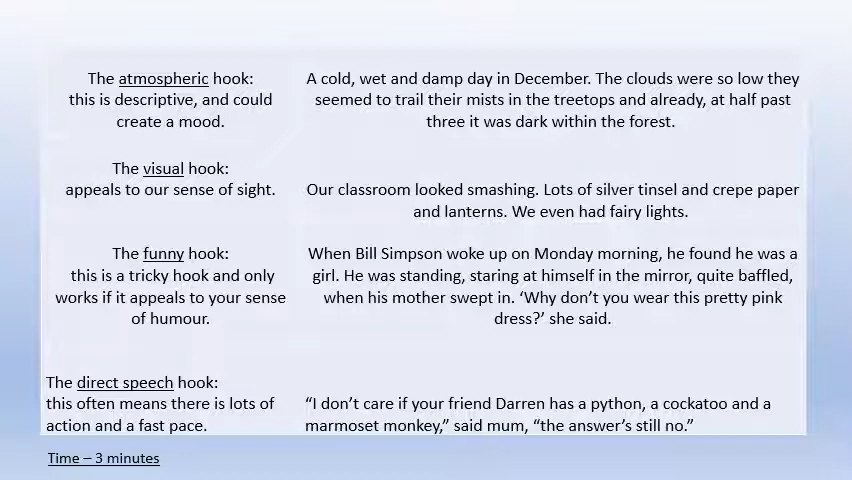 The atmospheric hook:
this is descriptive, and could
create a mood.
A cold, wet and damp day in December. The clouds were so low they
seemed to trail their mists in the treetops and already, at half past
three it was dark within the forest.
The visual hook:
appeals to our sense of sight.
Our classroom looked smashing. Lots of silver tinsel and crepe paper
and lanterns. We even had fairy lights.
The funny hook:
this is a tricky hook and only
works if it appeals to your sense
of humour.
When Bill Simpson woke up on Monday morning, he found he was a
girl. He was standing, staring at himself in the mirror, quite baffled,
when his mother swept in. ‘Why don’t you wear this pretty pink
dress?’ she said.
The direct speech hook:
this often means there is lots of
action and a fast pace.
“I don’t care if your friend Darren has a python, a cockatoo and a
marmoset monkey,” said mum, “the answer’s still no.”
Time – 3 minutes